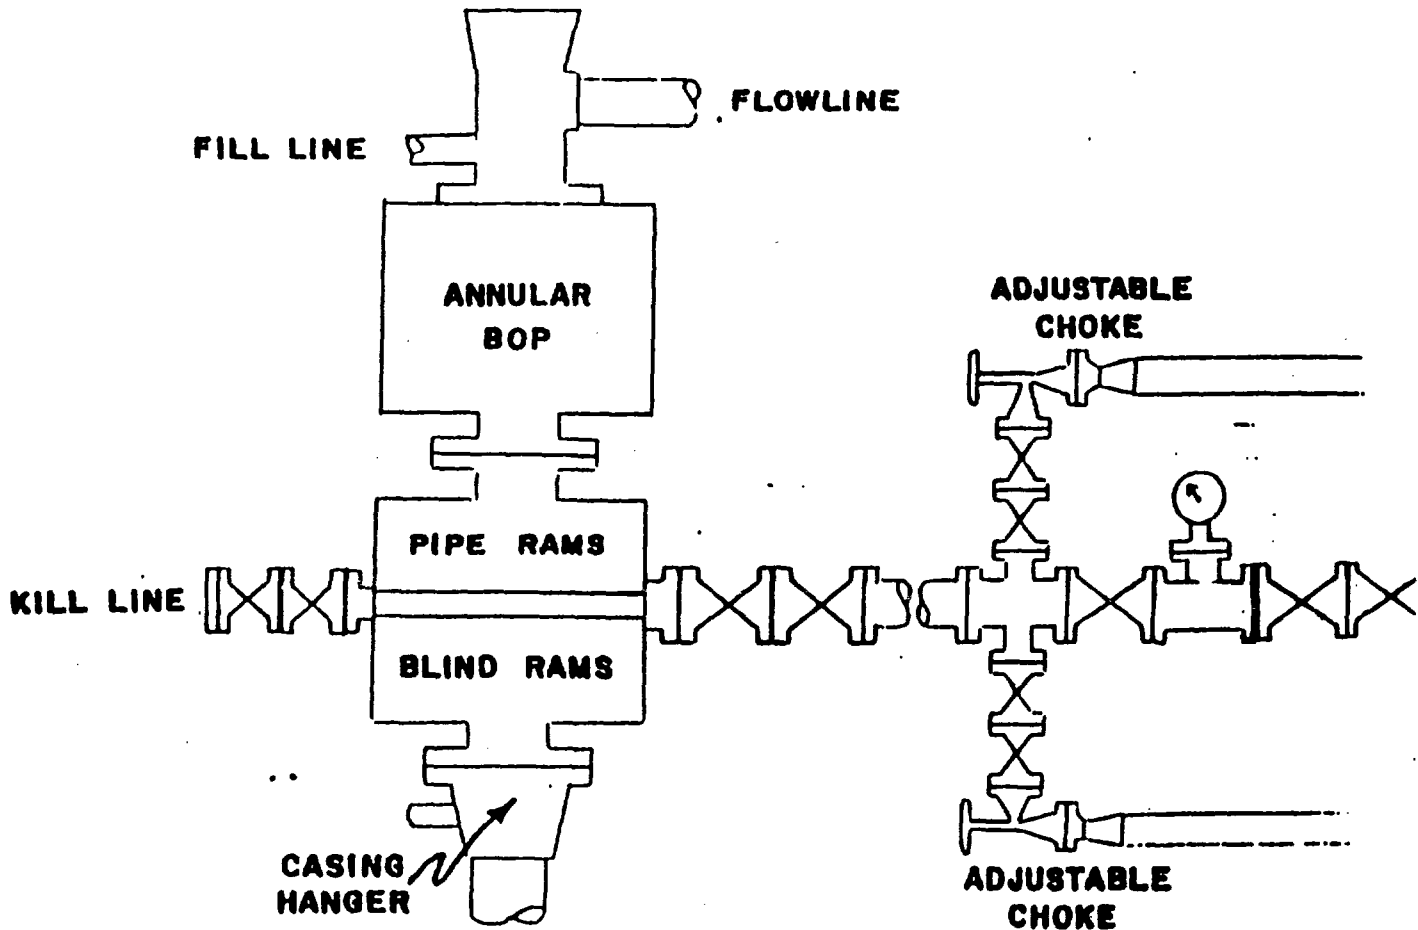 FLOWLINE
FILL LINE
ANNULAR
BOP
ADJUSTABLE
CHOKE
PIPE RAMS
KILL LINE
BLIND RAMS
CASING
HANGER
ADJUSTABLE
CHOKE